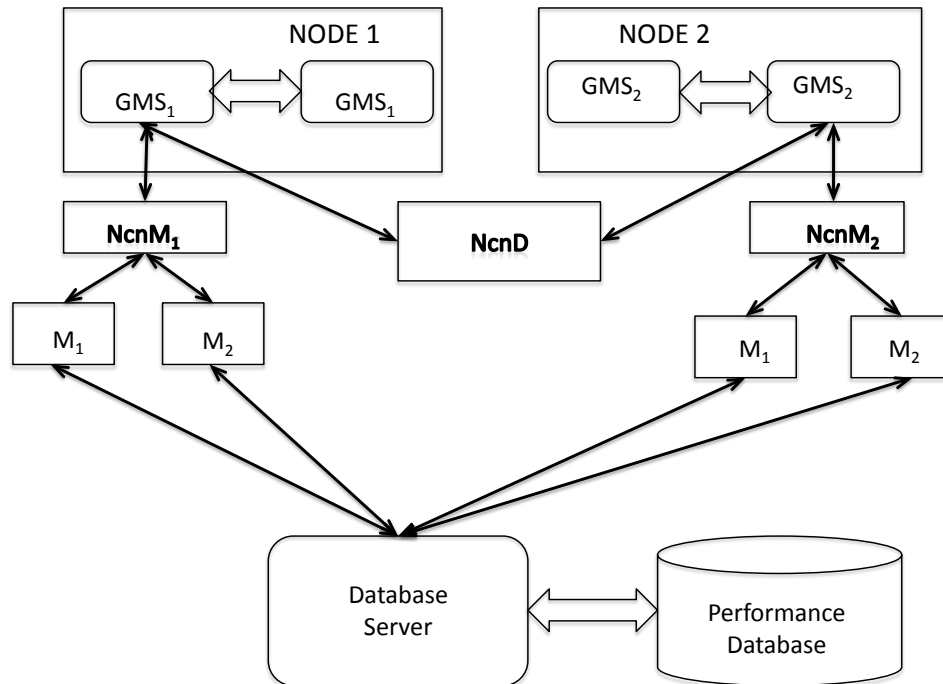 NODE 1
NODE 2
GMS₁
GMS₁
GMS₂
GMS₂
NcnM₁
NcnD
NcnM₂
M₁
M₂
M₁
M₂
Database
Server
Performance
Database